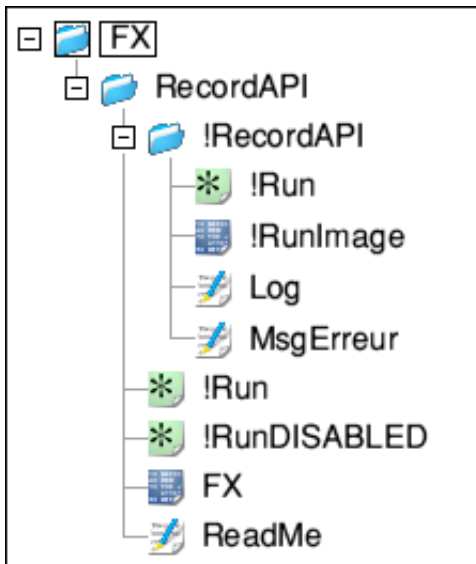 FX
RecordAPI
!RecordAPI
!Run
!RunImage
Log
MsgErreur
!Run
!RunDISABLED
FX
ReadMe